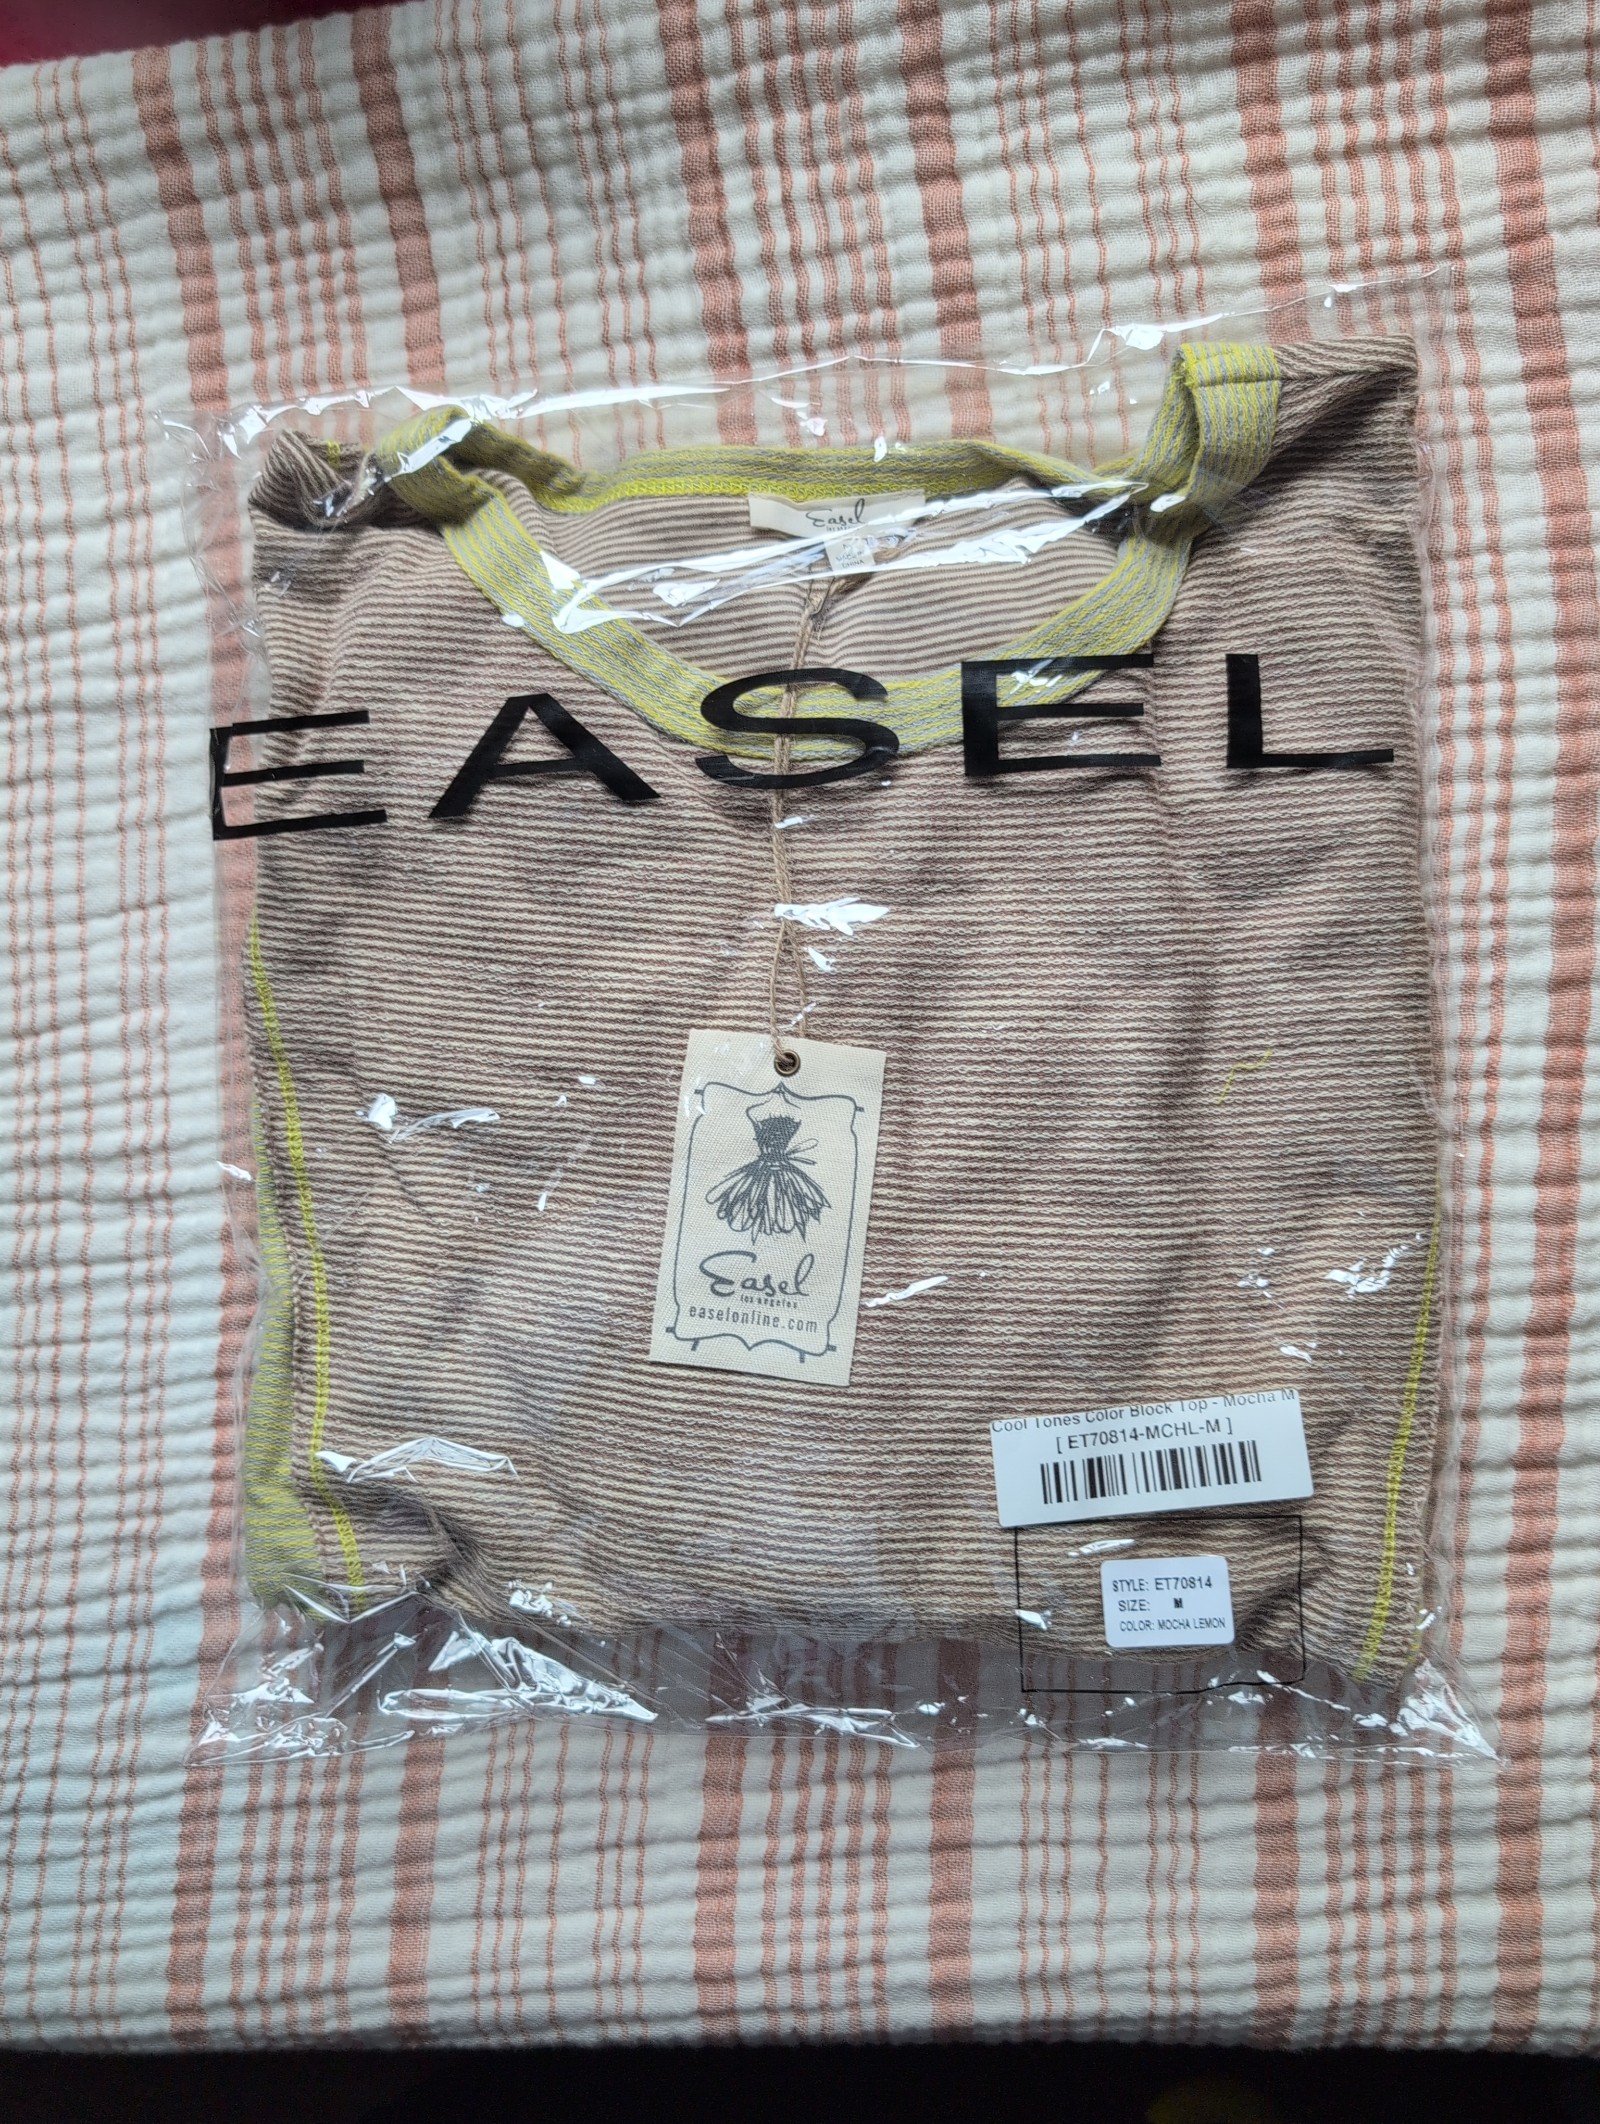 Easel
CHINA
EASEL
Easel
los angeles
easelonline.com
Cool Tones Color Block Top - Mocha M
[ ET70814-MCHL-M ]
STYLE: ET70814
SIZE: M
COLOR: MOCHA LEMON